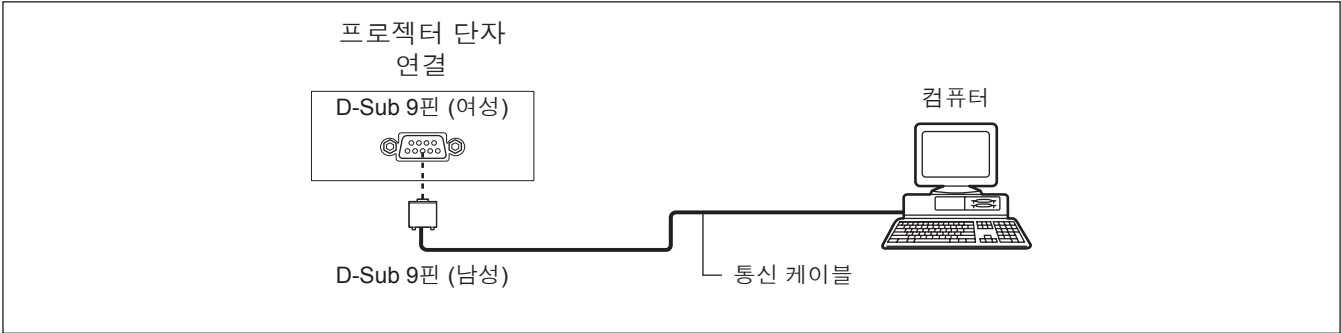 프로젝터 단자
연결
D-Sub 9핀 (여성)
컴퓨터
D-Sub 9핀 (남성)
통신 케이블